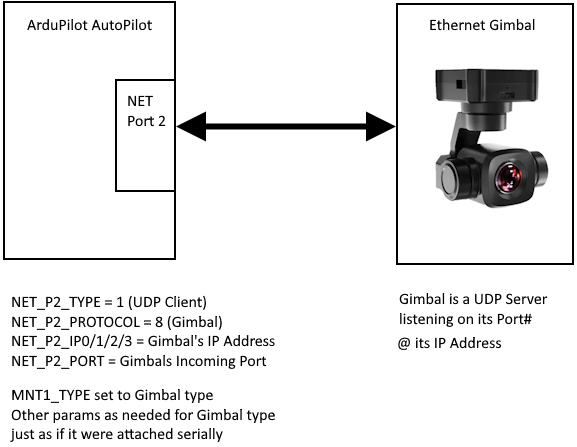 ArduPilot AutoPilot
NET
Port 2
Ethernet Gimbal
NET_P2_TYPE = 1 (UDP Client)
NET_P2_PROTOCOL = 8 (Gimbal)
NET_P2_IP0/1/2/3 = Gimbal's IP Address
NET_P2_PORT = Gimbals Incoming Port
MNT1_TYPE set to Gimbal type
Other params as needed for Gimbal type
just as if it were attached serially
Gimbal is a UDP Server
listening on its Port#
@ its IP Address